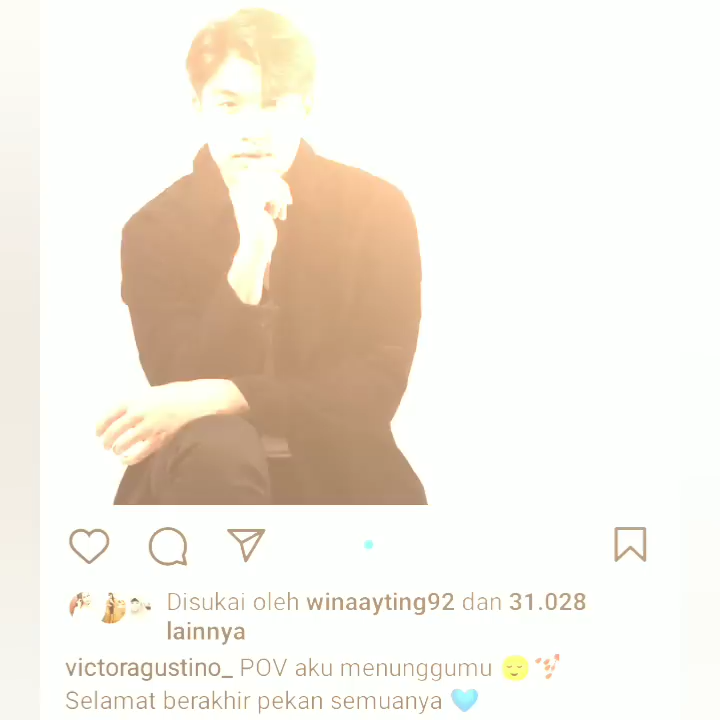 Disukai oleh winaayting92 dan 31.028
lainnya
victoragustino_ POV aku menunggumu 😌💘
Selamat berakhir pekan semuanya 🩵